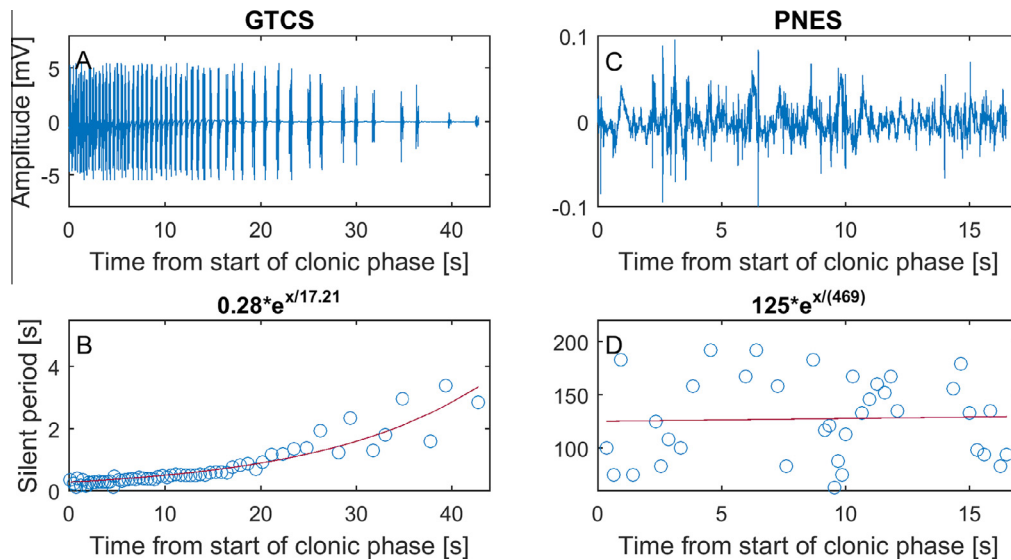 GTCS
A
Amplitude [mV]
5
0
-5
0 10 20 30 40
Time from start of clonic phase [s]
PNES
C
0.1
0
-0.1
0 5 10 15
Time from start of clonic phase [s]
0.28*e^x/17.21
B
Silent period [s]
4
2
0
0 10 20 30 40
Time from start of clonic phase [s]
125*e^x/(469)
D
200
150
100
0 5 10 15
Time from start of clonic phase [s]